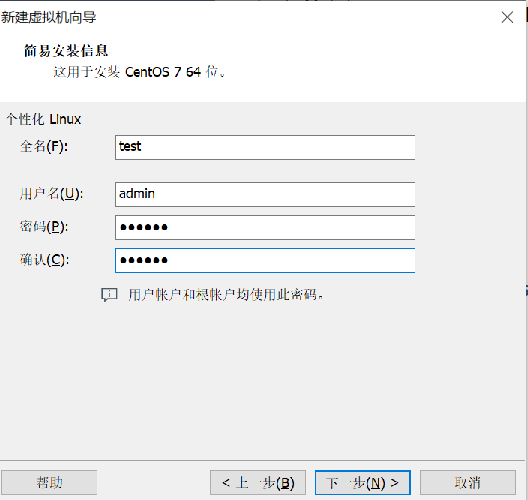 新建虚拟机向导
简易安装信息
这用于安装 CentOS 7 64 位。
个性化 Linux
全名(F): test
用户名(U): admin
密码(P): ●●●●●●
确认(C): ●●●●●●
用户帐户和根帐户均使用此密码。
帮助 < 上一步(B) 下一步(N) > 取消